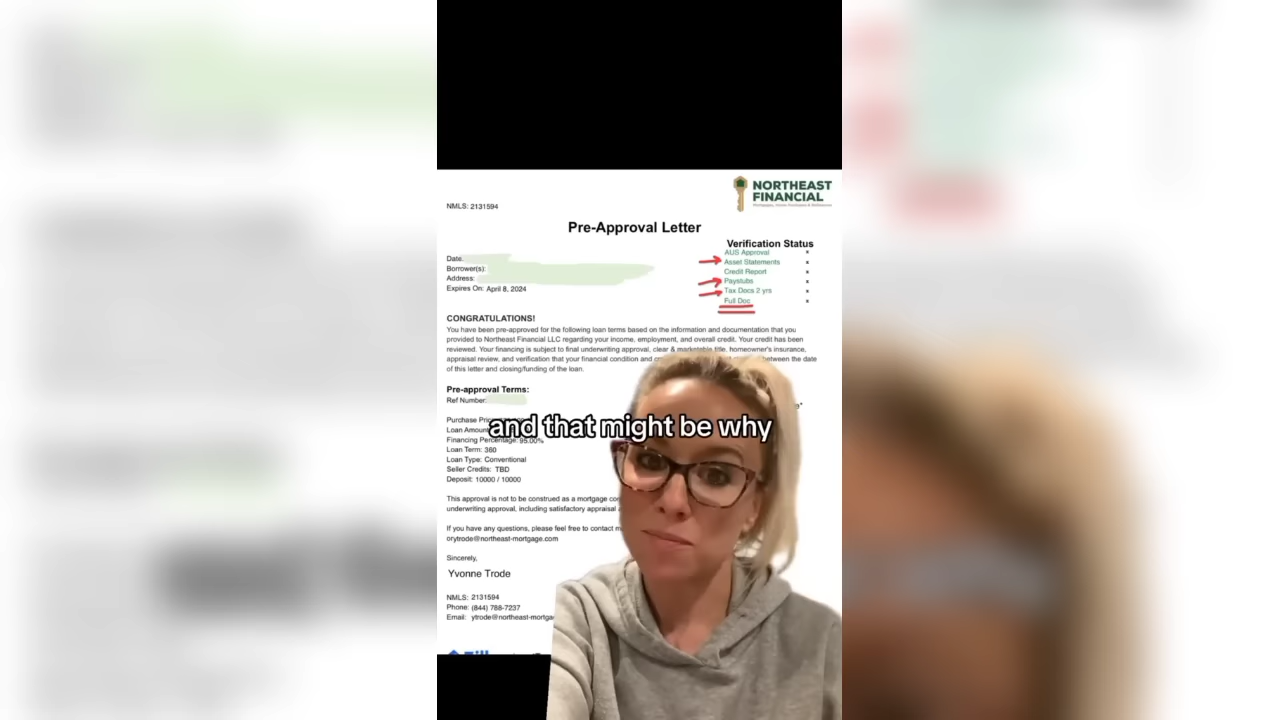 NORTHEAST
FINANCIAL
NMLS: 2131594
Pre-Approval Letter
Verification Status
AUS Approval x
Date:
Asset Statements x
Borrower(s):
Credit Report x
Address:
Paystubs x
Expires On: April 8, 2024
Tax Docs 2 yrs x
Full Doc x
CONGRATULATIONS!
You have been pre-approved for the following loan terms based on the information and documentation that you
provided to Northeast Financial LLC regarding your income, employment, and overall credit. Your credit has been
reviewed. Your financing is subject to final underwriting approval, clear & marketable title, homeowner's insurance,
appraisal review, and verification that your financial condition and between the date
of this letter and closing/funding of the loan.
Pre-approval Terms:
Ref Number:
Purchase
and that might be why
Loan
Financing Percentage: 95.00%
Loan Term: 360
Loan Type: Conventional
Seller Credits: TBD
Deposit: 10000 / 10000
This approval is not to be construed as a mortgage
underwriting approval, including satisfactory appraisal
If you have any questions, please feel free to contact
orytrode@northeast-mortgage.com
Sincerely,
Yvonne Trode
NMLS: 2131594
Phone: (844) 788-7237
Email: ytrode@northeast-mortga